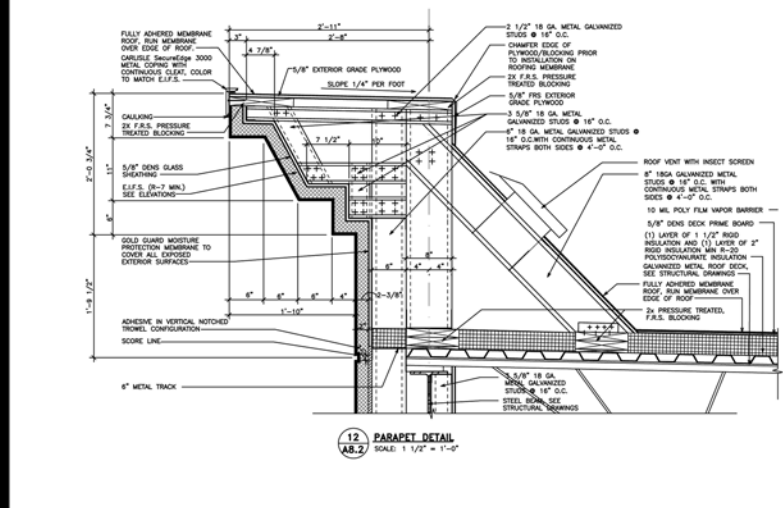 2'-11"
3"
2'-8"
4 7/8"
FULLY ADHERED MEMBRANE
ROOF, RUN MEMBRANE
OVER EDGE OF ROOF.
CARLISLE SecureEdge 3000
METAL COPING WITH
CONTINUOUS CLEAT, COLOR
TO MATCH E.I.F.S.
5/8" EXTERIOR GRADE PLYWOOD
SLOPE 1/4" PER FOOT
CAULKING
2X F.R.S. PRESSURE
TREATED BLOCKING
5/8" DENS GLASS
SHEATHING
E.I.F.S. (R-7 MIN.)
SEE ELEVATIONS
GOLD GUARD MOISTURE
PROTECTION MEMBRANE TO
COVER ALL EXPOSED
EXTERIOR SURFACES
ADHESIVE IN VERTICAL NOTCHED
TROWEL CONFIGURATION
SCORE LINE
6" METAL TRACK
7 3/4"
2'-0 3/4"
11"
6"
1'-9 1/2"
7 1/2"
10"
6"
8"
6"
6"
6"
4"
4"
2-3/8"
1'-10"
2 1/2" 18 GA. METAL GALVANIZED
STUDS @ 16" O.C.
CHAMFER EDGE OF
PLYWOOD/BLOCKING PRIOR
TO INSTALLATION ON
ROOFING MEMBRANE
2X F.R.S. PRESSURE
TREATED BLOCKING
5/8" FRS EXTERIOR
GRADE PLYWOOD
3 5/8" 18 GA. METAL
GALVANIZED STUDS @ 16" O.C.
6" 18 GA. METAL GALVANIZED STUDS @
16" O.C.WITH CONTINUOUS METAL
STRAPS BOTH SIDES @ 4'-0" O.C.
ROOF VENT WITH INSECT SCREEN
8" 18GA GALVANIZED METAL
STUDS @ 16" O.C. WITH
CONTINUOUS METAL STRAPS BOTH
SIDES @ 4'-0" O.C.
10 MIL POLY FILM VAPOR BARRIER
5/8" DENS DECK PRIME BOARD
(1) LAYER OF 1 1/2" RIGID
INSULATION AND (1) LAYER OF 2"
RIGID INSULATION MIN R-20
POLYISOCYANURATE INSULATION
GALVANIZED METAL ROOF DECK,
SEE STRUCTURAL DRAWINGS
FULLY ADHERED MEMBRANE
ROOF, RUN MEMBRANE OVER
EDGE OF ROOF
2x PRESSURE TREATED,
F.R.S. BLOCKING
5/8" 18 GA.
METAL GALVANIZED
STUDS @ 16" O.C.
STEEL BEAM, SEE
STRUCTURAL DRAWINGS
12
A8.2
PARAPET DETAIL
SCALE: 1 1/2" = 1'-0"